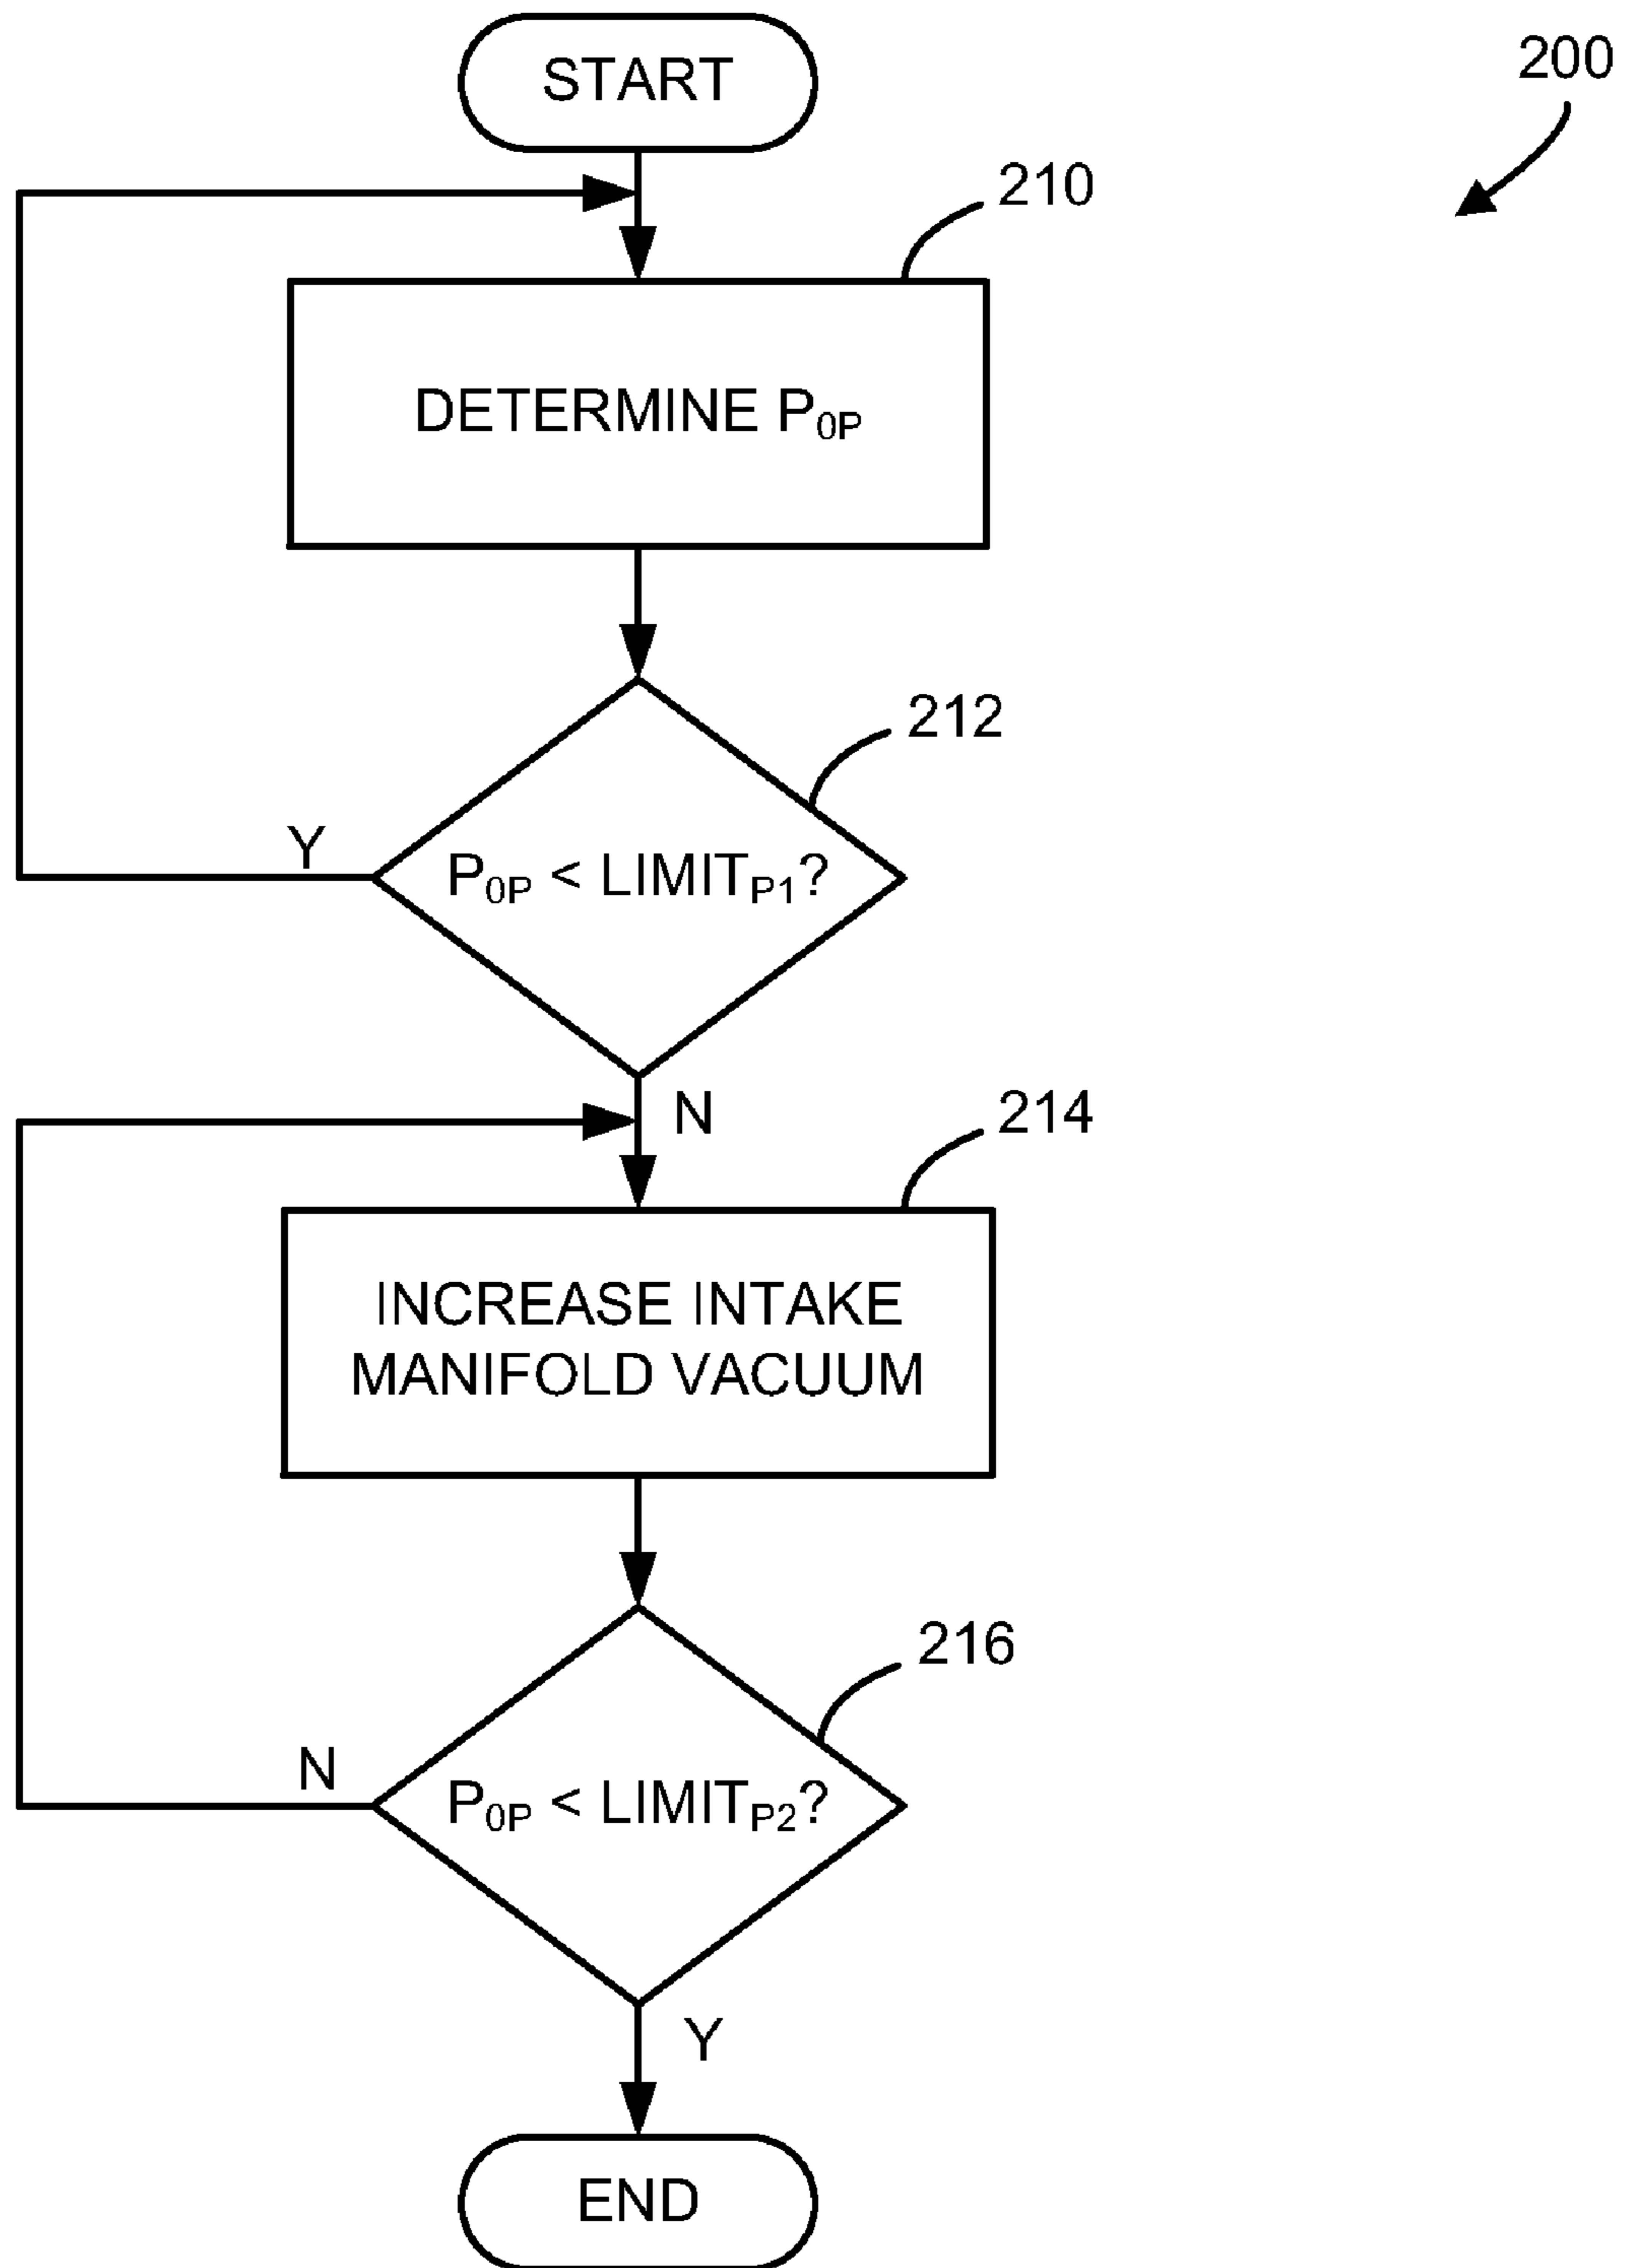 START
200
210
DETERMINE P₀P
212
Y
P₀P < LIMITP1?
N
214
INCREASE INTAKE
MANIFOLD VACUUM
216
N
P₀P < LIMITP2?
Y
END